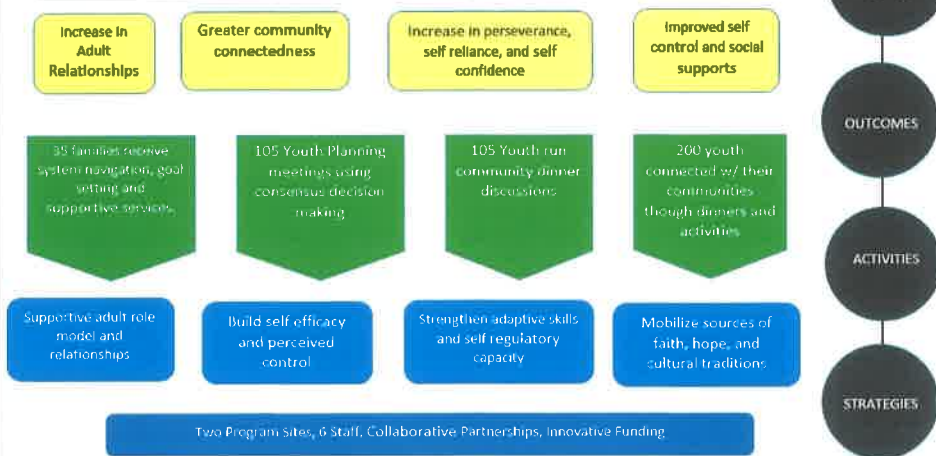 Increase in
Adult
Relationships
Greater community
connectedness
Increase in perseverance,
self reliance, and self
confidence
Improved self
control and social
supports
OUTCOMES
35 families receive
system navigation, goal
setting and
supportive services.
105 Youth Planning
meetings using
consensus decision
making
105 Youth run
community dinner
discussions
200 youth
connected w/ their
communities
though dinners and
activities
ACTIVITIES
Supportive adult role
model and
relationships
Build self efficacy
and perceived
control
Strengthen adaptive skills
and self regulatory
capacity
Mobilize sources of
faith, hope, and
cultural traditions
STRATEGIES
Two Program Sites, 6 Staff, Collaborative Partnerships, Innovative Funding